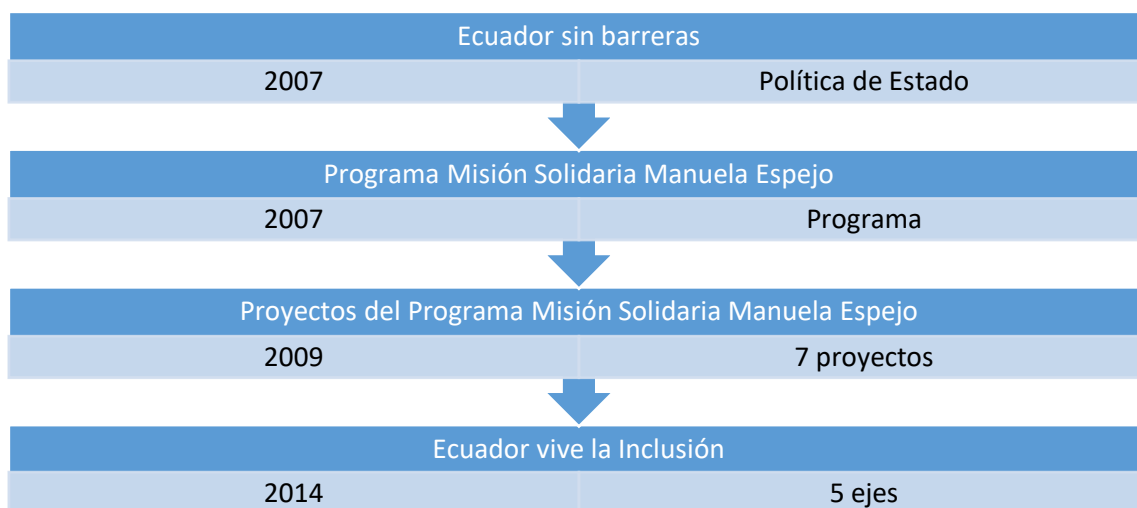 Ecuador sin barreras
2007 Política de Estado
Programa Misión Solidaria Manuela Espejo
2007 Programa
Proyectos del Programa Misión Solidaria Manuela Espejo
2009 7 proyectos
Ecuador vive la Inclusión
2014 5 ejes